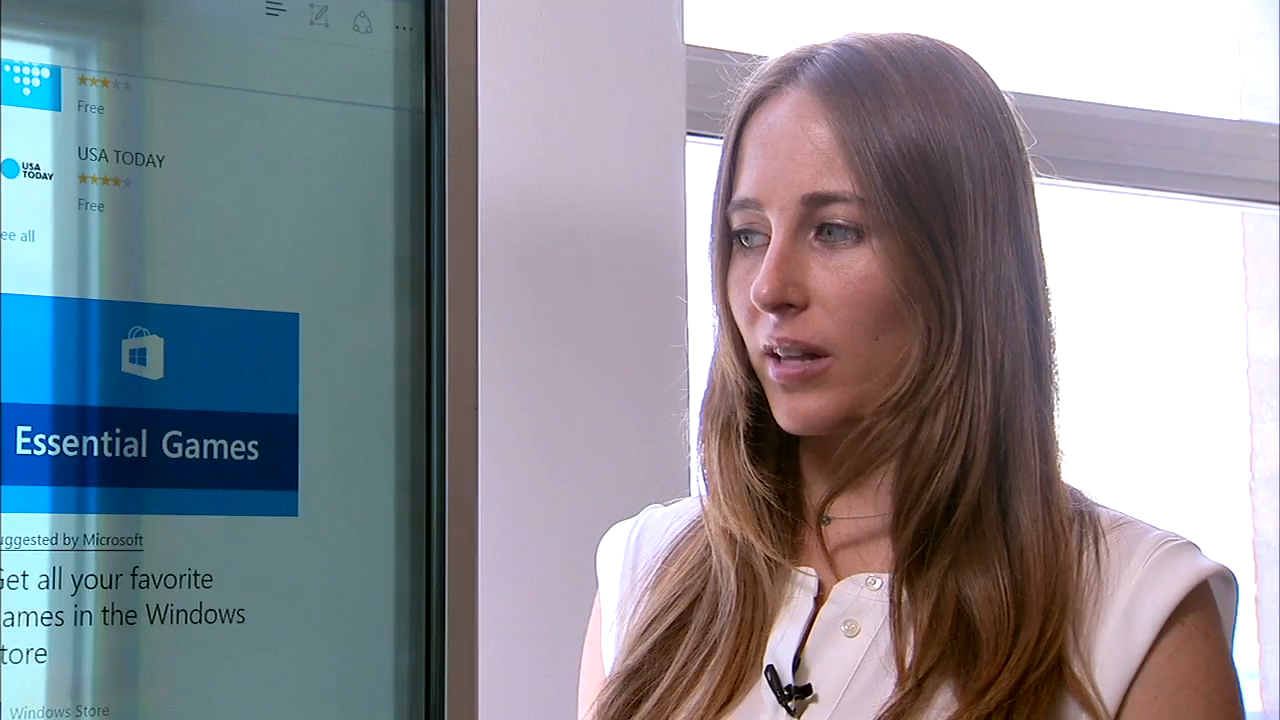 Free
USA TODAY
USA
TODAY
Free
ee all
Essential Games
uggested by Microsoft
Get all your favorite
ames in the Windows
tore
Windows Store